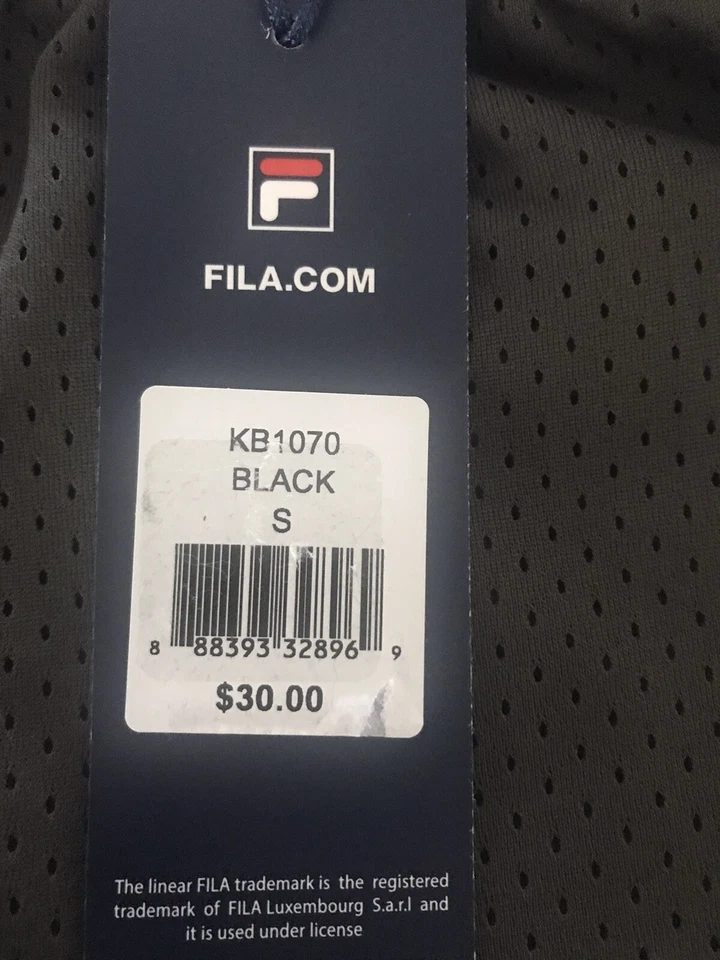 FILA.COM
KB1070
BLACK
S
8 88393 32896 9
$30.00
The linear FILA trademark is the registered
trademark of FILA Luxembourg S.a.r.l and
it is used under license